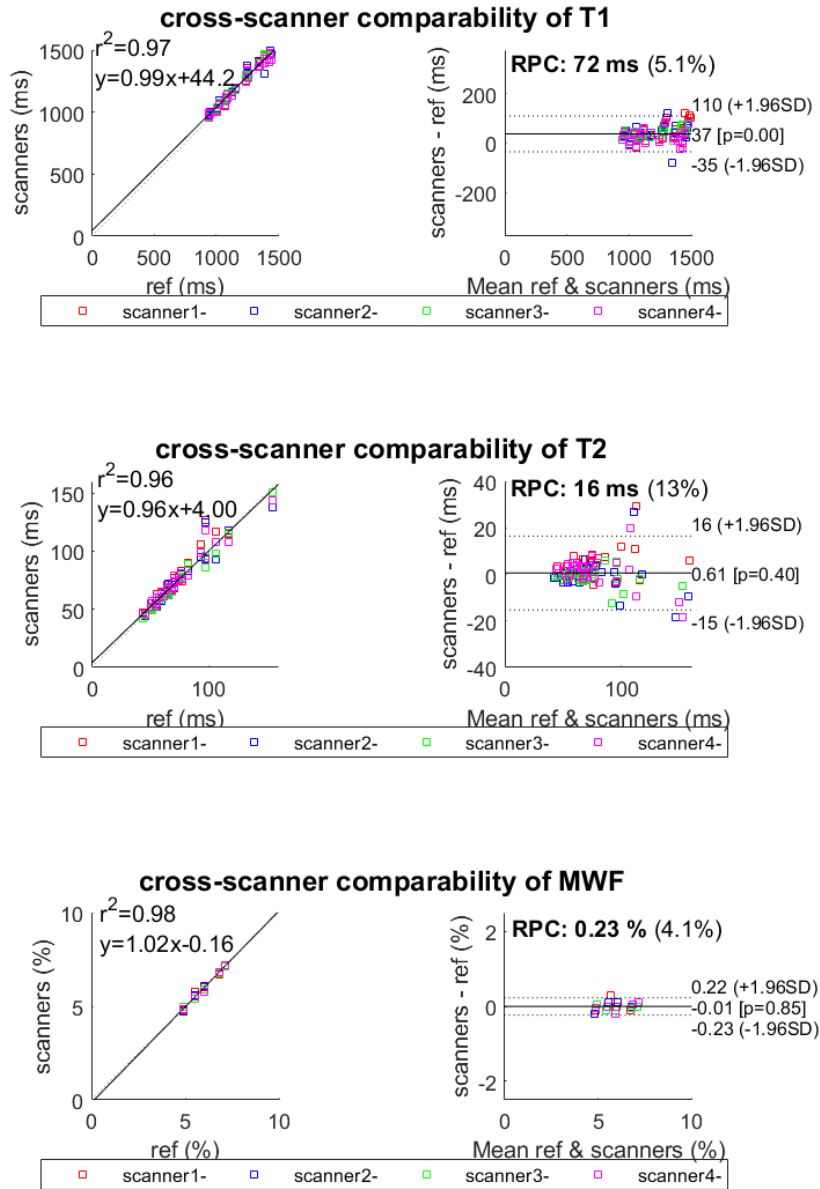 cross-scanner comparability of T1
r2=0.97
y=0.99x+44.2
1500
1000
500
0
scanners (ms)
0 500 1000 1500
ref (ms)
RPC: 72 ms (5.1%)
200
0
-200
scanners - ref (ms)
110 (+1.96SD)
37 [p=0.00]
-35 (-1.96SD)
0 500 1000 1500
Mean ref & scanners (ms)
scanner1- scanner2- scanner3- scanner4-
cross-scanner comparability of T2
r2=0.96
y=0.96x+4.00
150
100
50
0
scanners (ms)
0 100
ref (ms)
RPC: 16 ms (13%)
40
20
0
-20
-40
scanners - ref (ms)
16 (+1.96SD)
0.61 [p=0.40]
-15 (-1.96SD)
0 100
Mean ref & scanners (ms)
scanner1- scanner2- scanner3- scanner4-
cross-scanner comparability of MWF
r2=0.98
y=1.02x-0.16
10
5
0
scanners (%)
0 5 10
ref (%)
RPC: 0.23 % (4.1%)
2
0
-2
scanners - ref (%)
0.22 (+1.96SD)
-0.01 [p=0.85]
-0.23 (-1.96SD)
0 5 10
Mean ref & scanners (%)
scanner1- scanner2- scanner3- scanner4-